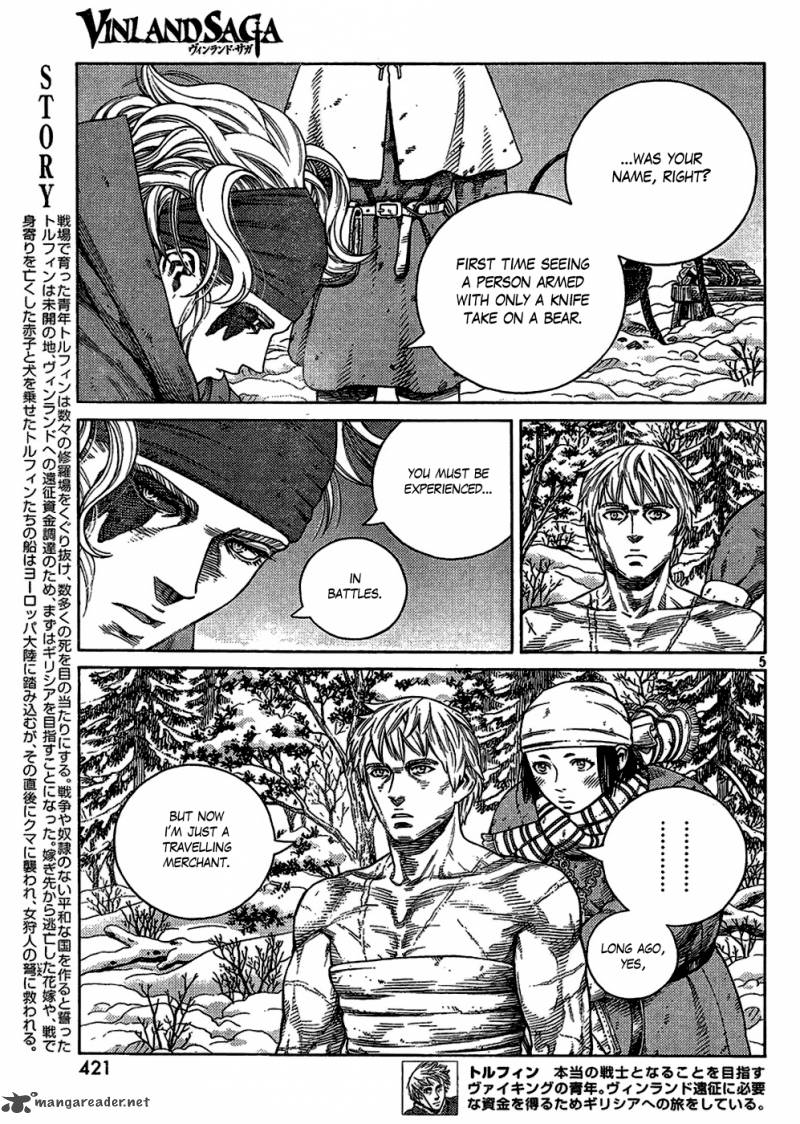 VINLAND SAGA
ヴィンランド・サガ
STORY
戦場で育った青年トルフィンは数々の修羅場をくぐり抜け、数多くの死を目の当たりにする。戦争や奴隷のない平和な国を作ると誓った
トルフィンは未開の地、ヴィンランドへの遠征資金調達のため、まずはギリシアを目指すことになった。嫁ぎ先から逃亡した花嫁や、戦で
身寄りを亡くした赤子と犬を乗せたトルフィンたちの船はヨーロッパ大陸に踏み込むが、その直後にクマに襲われ、女狩人の弩に救われる。
...WAS YOUR
NAME, RIGHT?
FIRST TIME SEEING
A PERSON ARMED
WITH ONLY A KNIFE
TAKE ON A BEAR.
YOU MUST BE
EXPERIENCED...
IN
BATTLES.
5
.........
.........
LONG AGO,
YES,
BUT NOW
I'M JUST A
TRAVELLING
MERCHANT.
421
トルフィン 本当の戦士となることを目指す
ヴァイキングの青年。ヴィンランド遠征に必要
な資金を得るためギリシアへの旅をしている。
mangareader.net